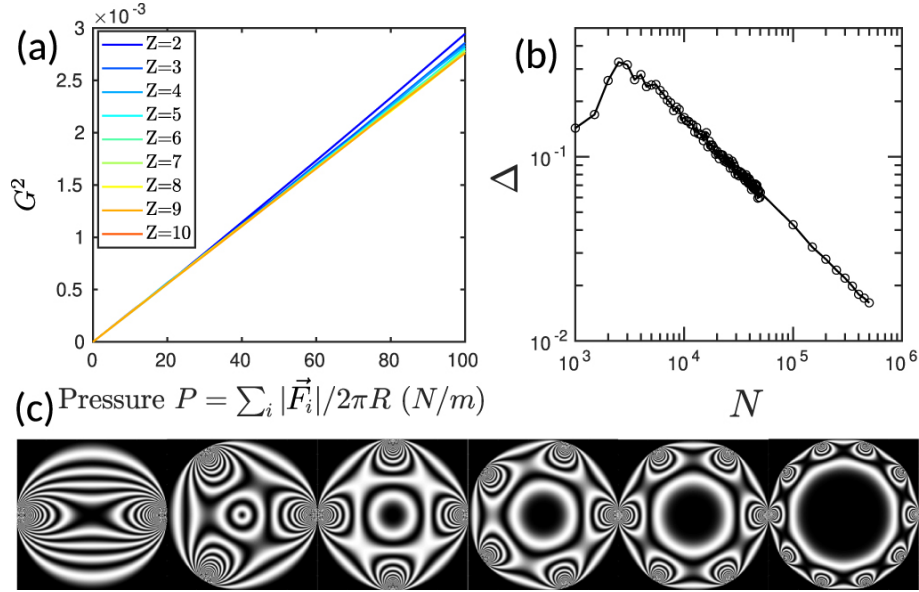 (a)
×10⁻³
3
2.5
2
1.5
1
0.5
0
G²
Z=2
Z=3
Z=4
Z=5
Z=6
Z=7
Z=8
Z=9
Z=10
0 20 40 60 80 100
Pressure P = ∑ᵢ |F⃗ᵢ|/2πR (N/m)
(b)
10⁻¹
10⁻²
Δ
10³ 10⁴ 10⁵ 10⁶
N
(c)